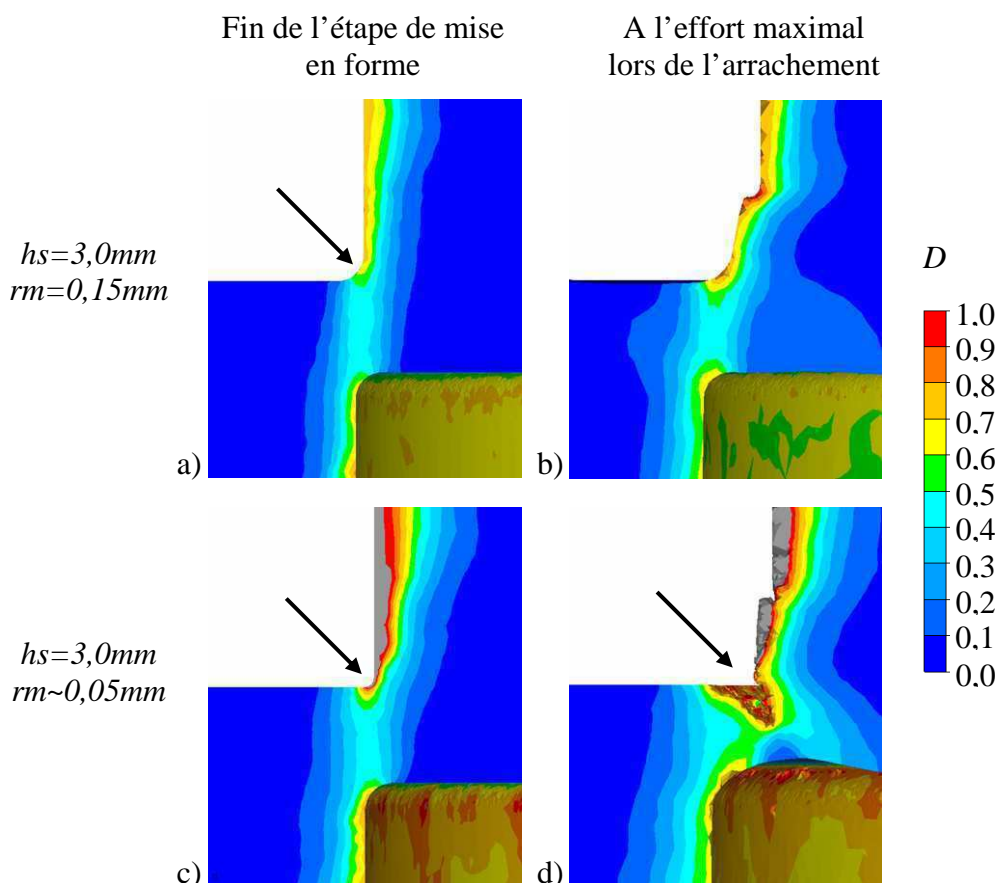 Fin de l’étape de mise
en forme
A l’effort maximal
lors de l’arrachement
hs=3,0mm
rm=0,15mm
a)
b)
D
1,0
0,9
0,8
0,7
0,6
0,5
0,4
0,3
0,2
0,1
0,0
hs=3,0mm
rm~0,05mm
c)
d)